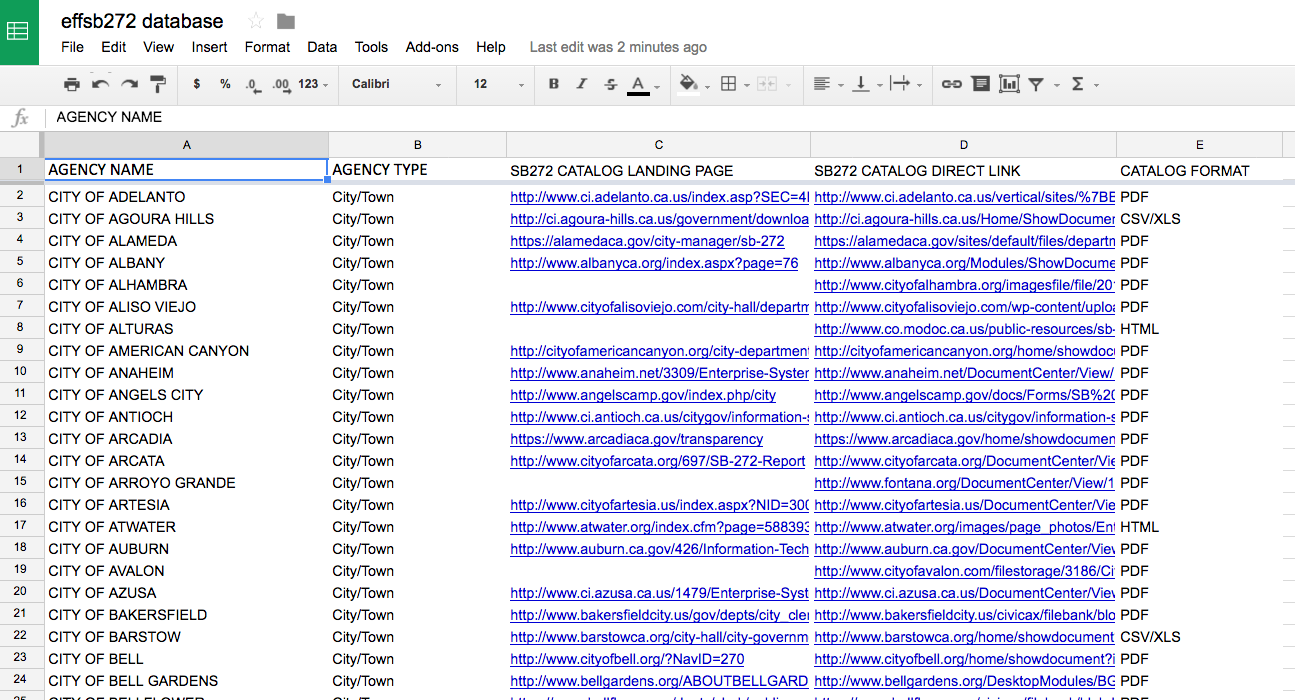 effsb272 database
File Edit View Insert Format Data Tools Add-ons Help Last edit was 2 minutes ago
$ % .0 .00 123 Calibri 12 B I S A Σ
fx AGENCY NAME
A B C D E
1 AGENCY NAME AGENCY TYPE SB272 CATALOG LANDING PAGE SB272 CATALOG DIRECT LINK CATALOG FORMAT
2 CITY OF ADELANTO City/Town http://www.ci.adelanto.ca.us/index.asp?SEC=4 http://www.ci.adelanto.ca.us/vertical/sites/%7BE PDF
3 CITY OF AGOURA HILLS City/Town http://ci.agoura-hills.ca.us/government/downloa http://ci.agoura-hills.ca.us/Home/ShowDocumen CSV/XLS
4 CITY OF ALAMEDA City/Town https://alamedaca.gov/city-manager/sb-272 https://alamedaca.gov/sites/default/files/departn PDF
5 CITY OF ALBANY City/Town http://www.albanyca.org/index.aspx?page=76 http://www.albanyca.org/Modules/ShowDocume PDF
6 CITY OF ALHAMBRA City/Town http://www.cityofalhambra.org/imagesfile/file/20 PDF
7 CITY OF ALISO VIEJO City/Town http://www.cityofalisoviejo.com/city-hall/departm http://www.cityofalisoviejo.com/wp-content/uploa PDF
8 CITY OF ALTURAS City/Town http://www.co.modoc.ca.us/public-resources/sb- HTML
9 CITY OF AMERICAN CANYON City/Town http://cityofamericancanyon.org/city-department http://cityofamericancanyon.org/home/showdoc PDF
10 CITY OF ANAHEIM City/Town http://www.anaheim.net/3309/Enterprise-System http://www.anaheim.net/DocumentCenter/View/ PDF
11 CITY OF ANGELS CITY City/Town http://www.angelscamp.gov/index.php/city http://www.angelscamp.gov/docs/Forms/SB%20 PDF
12 CITY OF ANTIOCH City/Town http://www.ci.antioch.ca.us/citygov/information-s http://www.ci.antioch.ca.us/citygov/information-s PDF
13 CITY OF ARCADIA City/Town https://www.arcadiaca.gov/transparency https://www.arcadiaca.gov/home/showdocumen PDF
14 CITY OF ARCATA City/Town http://www.cityofarcata.org/697/SB-272-Report http://www.cityofarcata.org/DocumentCenter/Vie PDF
15 CITY OF ARROYO GRANDE City/Town http://www.fontana.org/DocumentCenter/View/1 PDF
16 CITY OF ARTESIA City/Town http://www.cityofartesia.us/index.aspx?NID=300 http://www.cityofartesia.us/DocumentCenter/Vie PDF
17 CITY OF ATWATER City/Town http://www.atwater.org/index.cfm?page=588393 http://www.atwater.org/images/page_photos/Ent HTML
18 CITY OF AUBURN City/Town http://www.auburn.ca.gov/426/Information-Tech http://www.auburn.ca.gov/DocumentCenter/View PDF
19 CITY OF AVALON City/Town http://www.cityofavalon.com/filestorage/3186/Ci PDF
20 CITY OF AZUSA City/Town http://www.ci.azusa.ca.us/1479/Enterprise-Syst http://www.ci.azusa.ca.us/DocumentCenter/View PDF
21 CITY OF BAKERSFIELD City/Town http://www.bakersfieldcity.us/gov/depts/city_cle http://www.bakersfieldcity.us/civicax/filebank/blo PDF
22 CITY OF BARSTOW City/Town http://www.barstowca.org/city-hall/city-governm http://www.barstowca.org/home/showdocument CSV/XLS
23 CITY OF BELL City/Town http://www.cityofbell.org/?NavID=270 http://www.cityofbell.org/home/showdocument?i PDF
24 CITY OF BELL GARDENS City/Town http://www.bellgardens.org/ABOUTBELLGARD http://www.bellgardens.org/DesktopModules/BG PDF